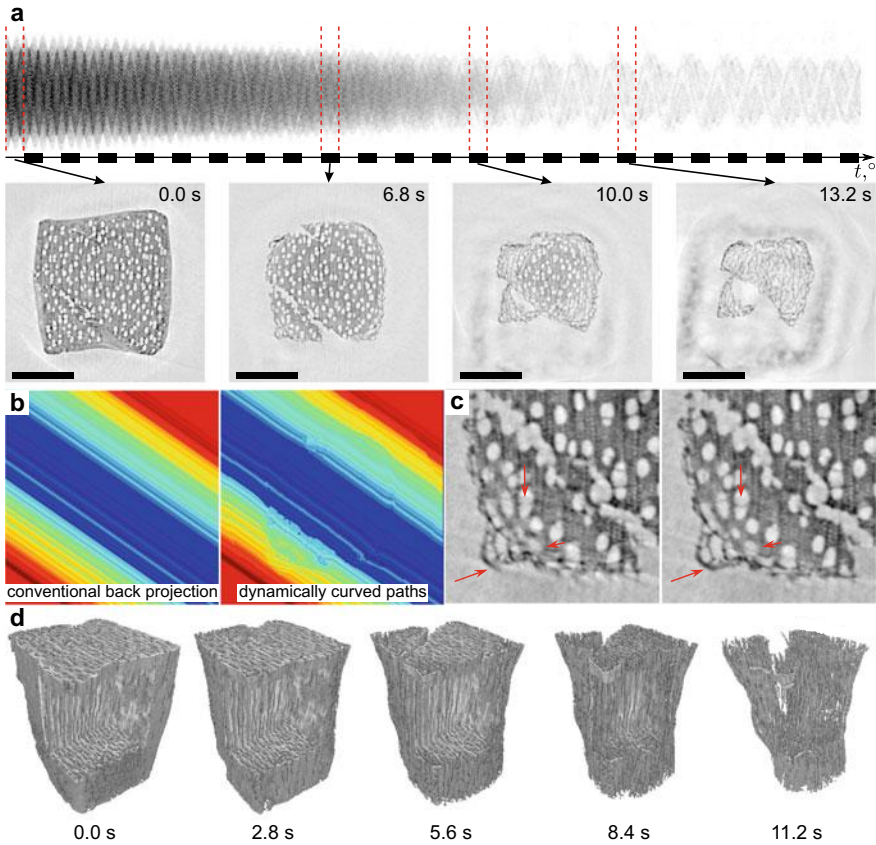 a
t,°
0.0 s
6.8 s
10.0 s
13.2 s
b
c
conventional back projection
dynamically curved paths
d
0.0 s
2.8 s
5.6 s
8.4 s
11.2 s